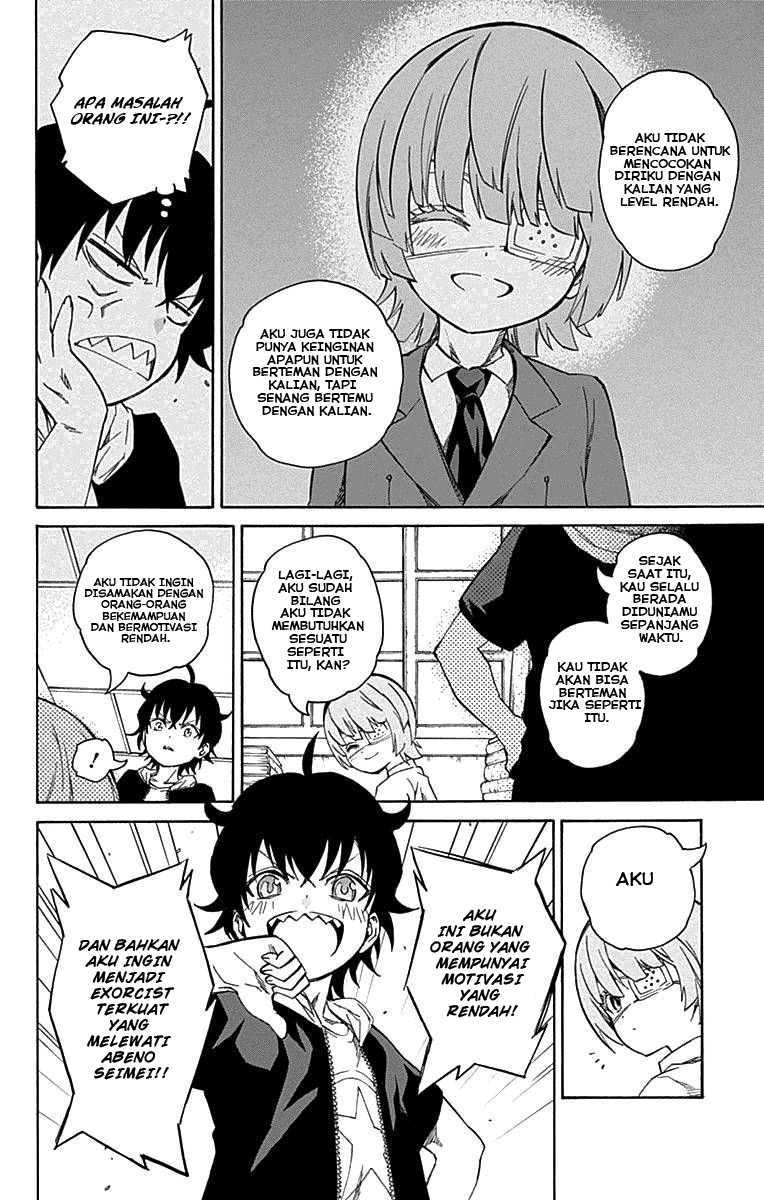 AKU TIDAK
BERENCANA UNTUK
MENCOCOKAN
DIRIKU DENGAN
KALIAN YANG
LEVEL RENDAH.
AKU JUGA TIDAK
PUNYA KEINGINAN
APAPUN UNTUK
BERTEMAN DENGAN
KALIAN, TAPI
SENANG BERTEMU
DENGAN KALIAN.
APA MASALAH
ORANG INI-?!!
SEJAK
SAAT ITU,
KAU SELALU
BERADA
DIDUNIAMU
SEPANJANG
WAKTU.
KAU TIDAK
AKAN BISA
BERTEMAN
JIKA SEPERTI
ITU.
LAGI-LAGI,
AKU SUDAH
BILANG
AKU TIDAK
MEMBUTUHKAN
SESUATU
SEPERTI
ITU, KAN?
AKU TIDAK INGIN
DISAMAKAN DENGAN
ORANG-ORANG
BEKEMAMPUAN
DAN BERMOTIVASI
RENDAH.
!
AKU
AKU
INI BUKAN
ORANG YANG
MEMPUNYAI
MOTIVASI
YANG
RENDAH!
DAN BAHKAN
AKU INGIN
MENJADI
EXORCIST
TERKUAT
YANG
MELEWATI
ABENO
SEIMEI!!